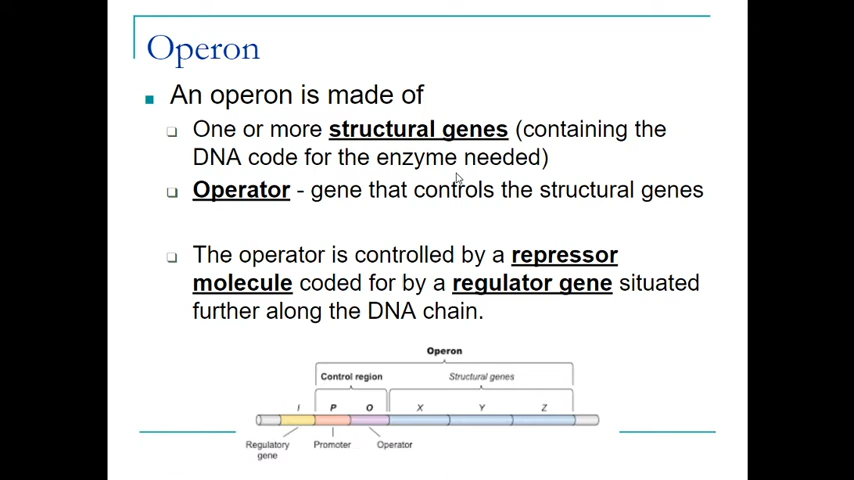 Operon
An operon is made of
One or more structural genes (containing the
DNA code for the enzyme needed)
Operator - gene that controls the structural genes
The operator is controlled by a repressor
molecule coded for by a regulator gene situated
further along the DNA chain.
Operon
Control region Structural genes
I P O X Y Z
Regulatory Promoter Operator
gene